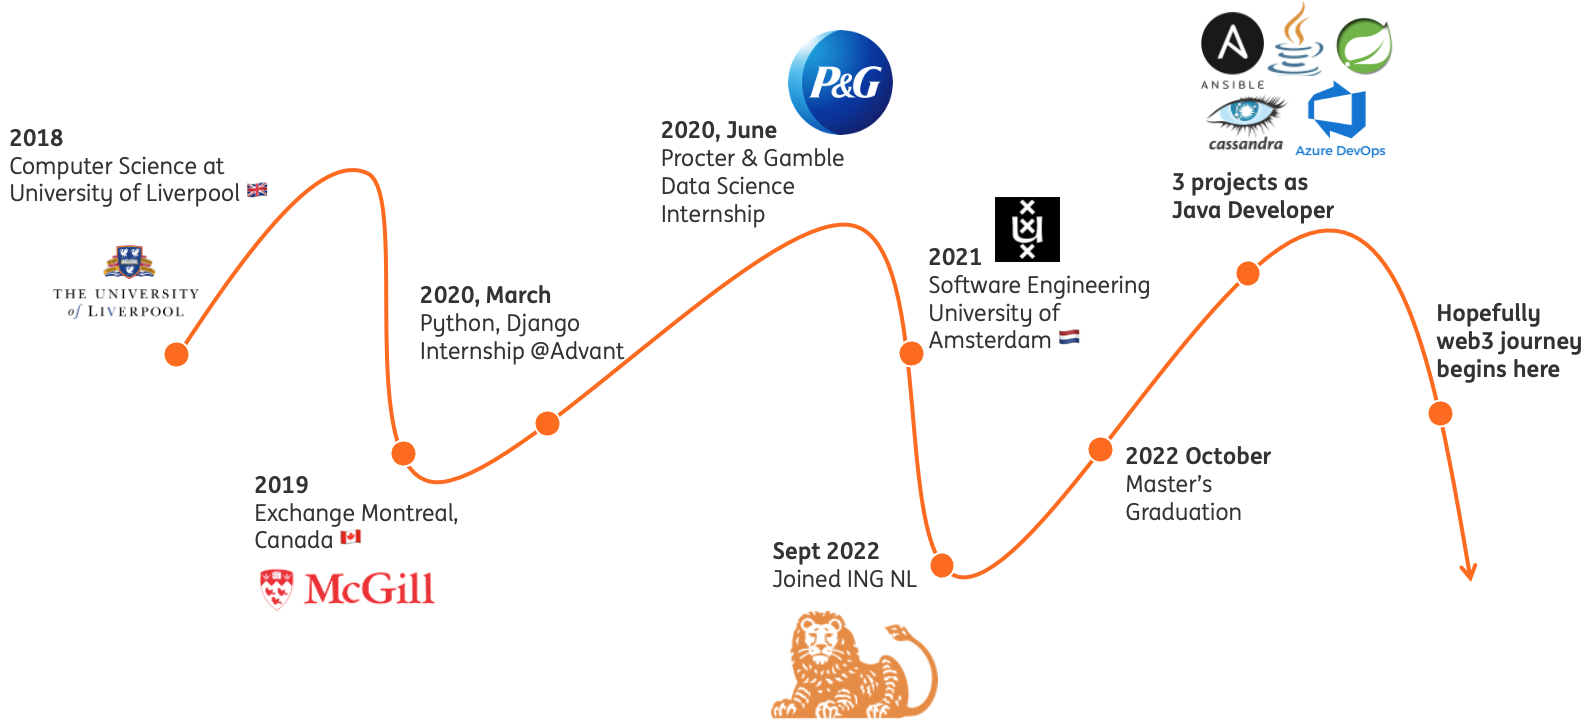 2018
Computer Science at
University of Liverpool
THE UNIVERSITY
of LIVERPOOL
2019
Exchange Montreal,
Canada
McGill
2020, March
Python, Django
Internship @Advant
P&G
2020, June
Procter & Gamble
Data Science
Internship
2021
Software Engineering
University of
Amsterdam
Sept 2022
Joined ING NL
2022 October
Master’s
Graduation
ANSIBLE
cassandra
Azure DevOps
3 projects as
Java Developer
Hopefully
web3 journey
begins here